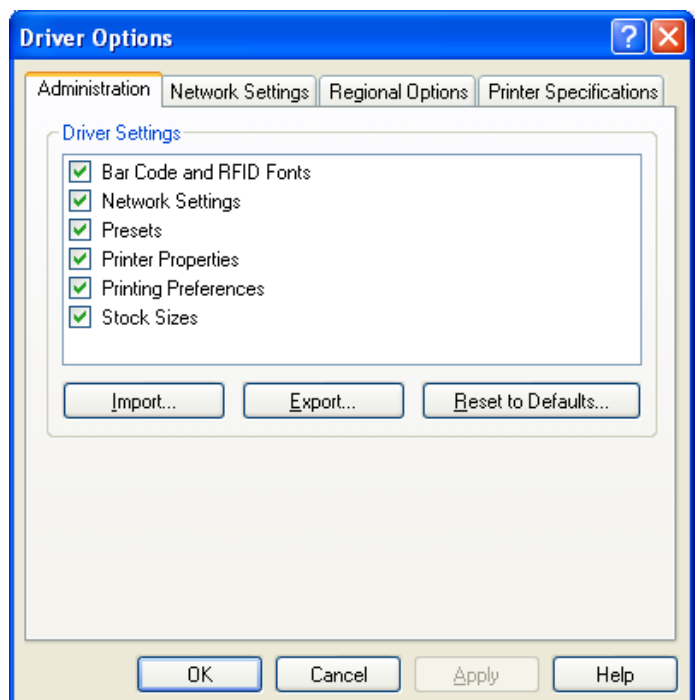 Driver Options
Administration Network Settings Regional Options Printer Specifications
Driver Settings
Bar Code and RFID Fonts
Network Settings
Presets
Printer Properties
Printing Preferences
Stock Sizes
Import... Export... Reset to Defaults...
OK Cancel Apply Help